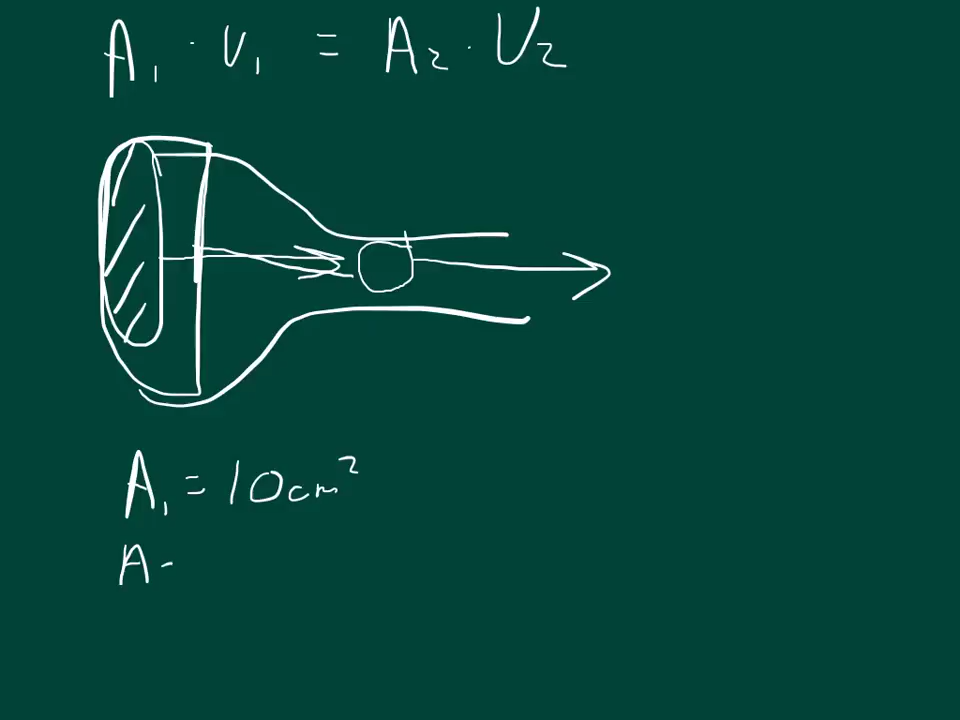 A₁ · v₁ = A₂ · v₂
A₁ = 10cm²
A -